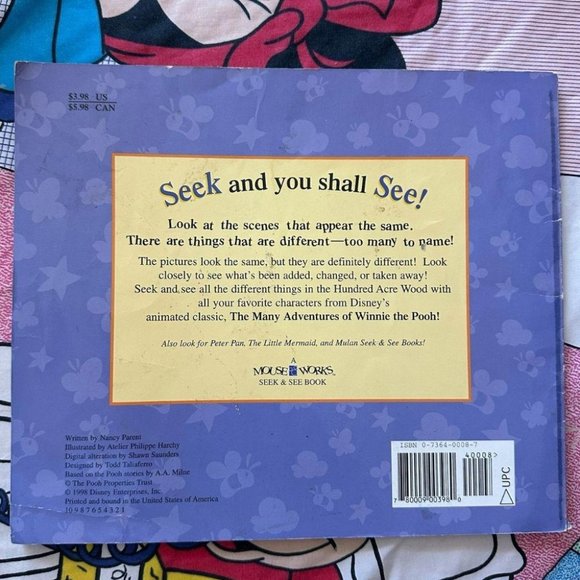 $3.98 US
$5.98 CAN
Seek and you shall See!
Look at the scenes that appear the same.
There are things that are different—too many to name!
The pictures look the same, but they are definitely different! Look
closely to see what's been added, changed, or taken away!
Seek and see all the different things in the Hundred Acre Wood with
all your favorite characters from Disney's
animated classic, The Many Adventures of Winnie the Pooh!
Also look for Peter Pan, The Little Mermaid, and Mulan Seek & See Books!
A
MOUSE WORKS
SEEK & SEE BOOK
Written by Nancy Parent
Illustrated by Atelier Philippe Harchy
Digital alteration by Shawn Saunders
Designed by Todd Taliaferro
Based on the Pooh stories by A.A. Milne
© The Pooh Properties Trust
© 1998 Disney Enterprises, Inc.
Printed and bound in the United States of America
10 9 8 7 6 5 4 3 2 1
ISBN 0-7364-0008-7
40008>
7 80009 00398 0
UPC